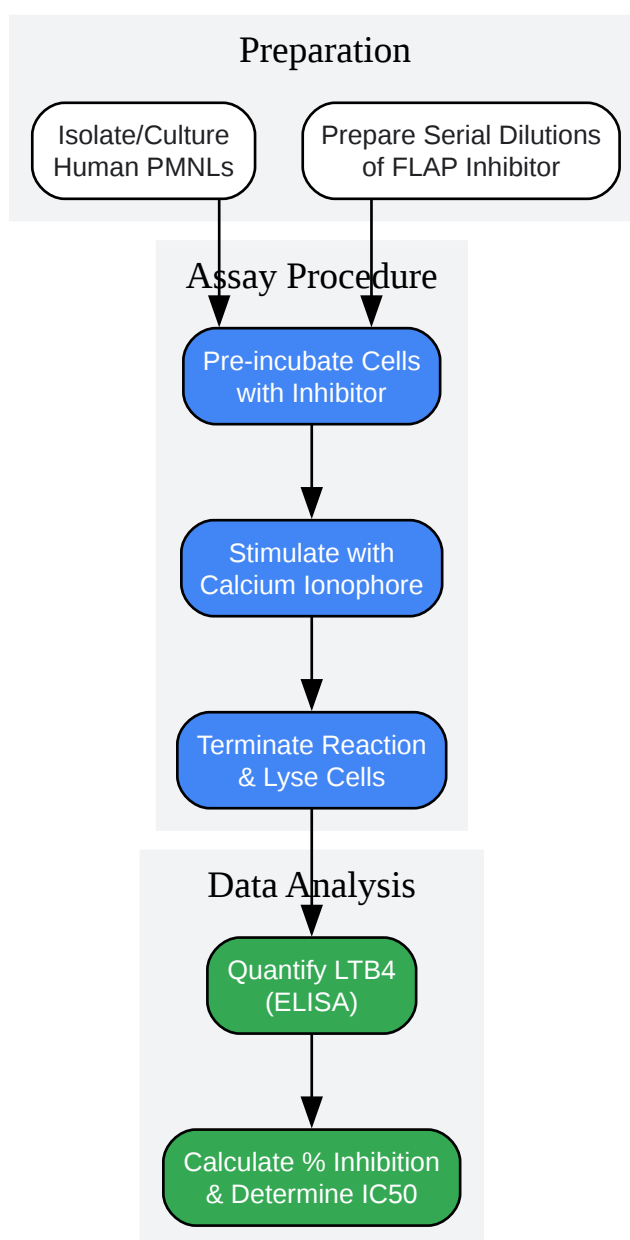 Preparation
Isolate/Culture
Human PMNLs
Prepare Serial Dilutions
of FLAP Inhibitor
Assay Procedure
Pre-incubate Cells
with Inhibitor
Stimulate with
Calcium Ionophore
Terminate Reaction
& Lyse Cells
Data Analysis
Quantify LTB4
(ELISA)
Calculate % Inhibition
& Determine IC50